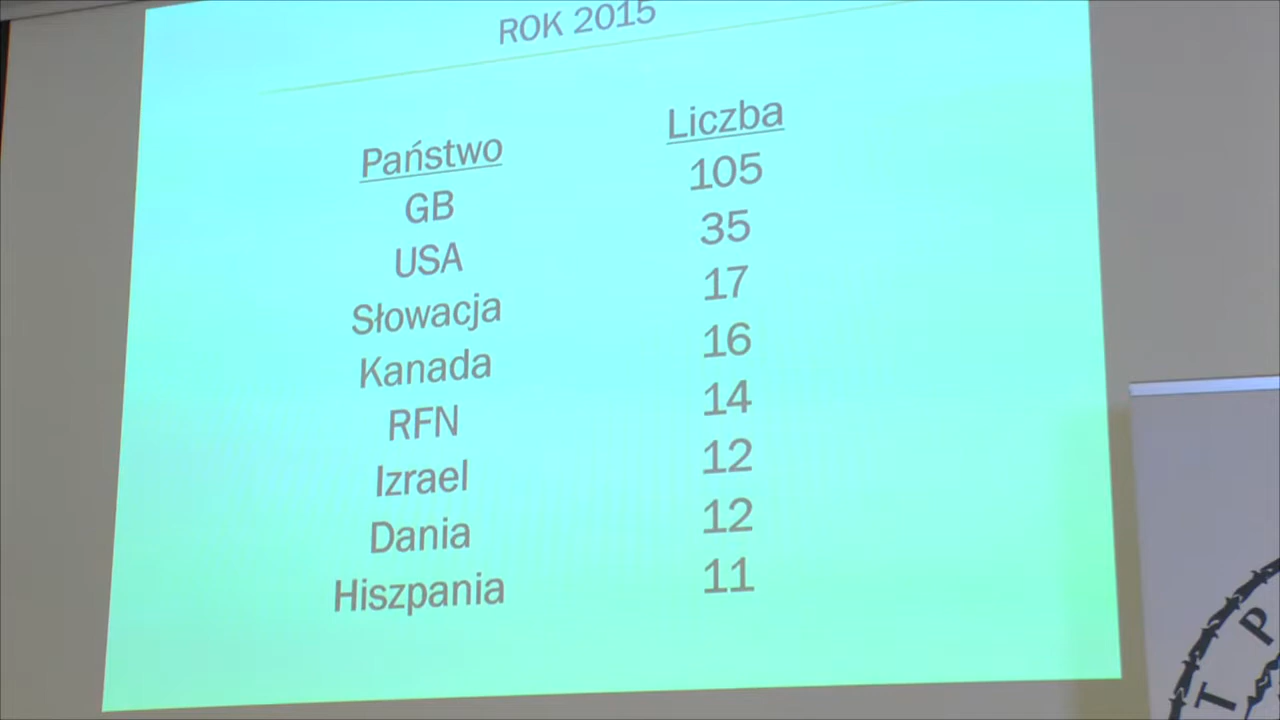 ROK 2015
Państwo Liczba
GB 105
USA 35
Słowacja 17
Kanada 16
RFN 14
Izrael 12
Dania 12
Hiszpania 11
T P